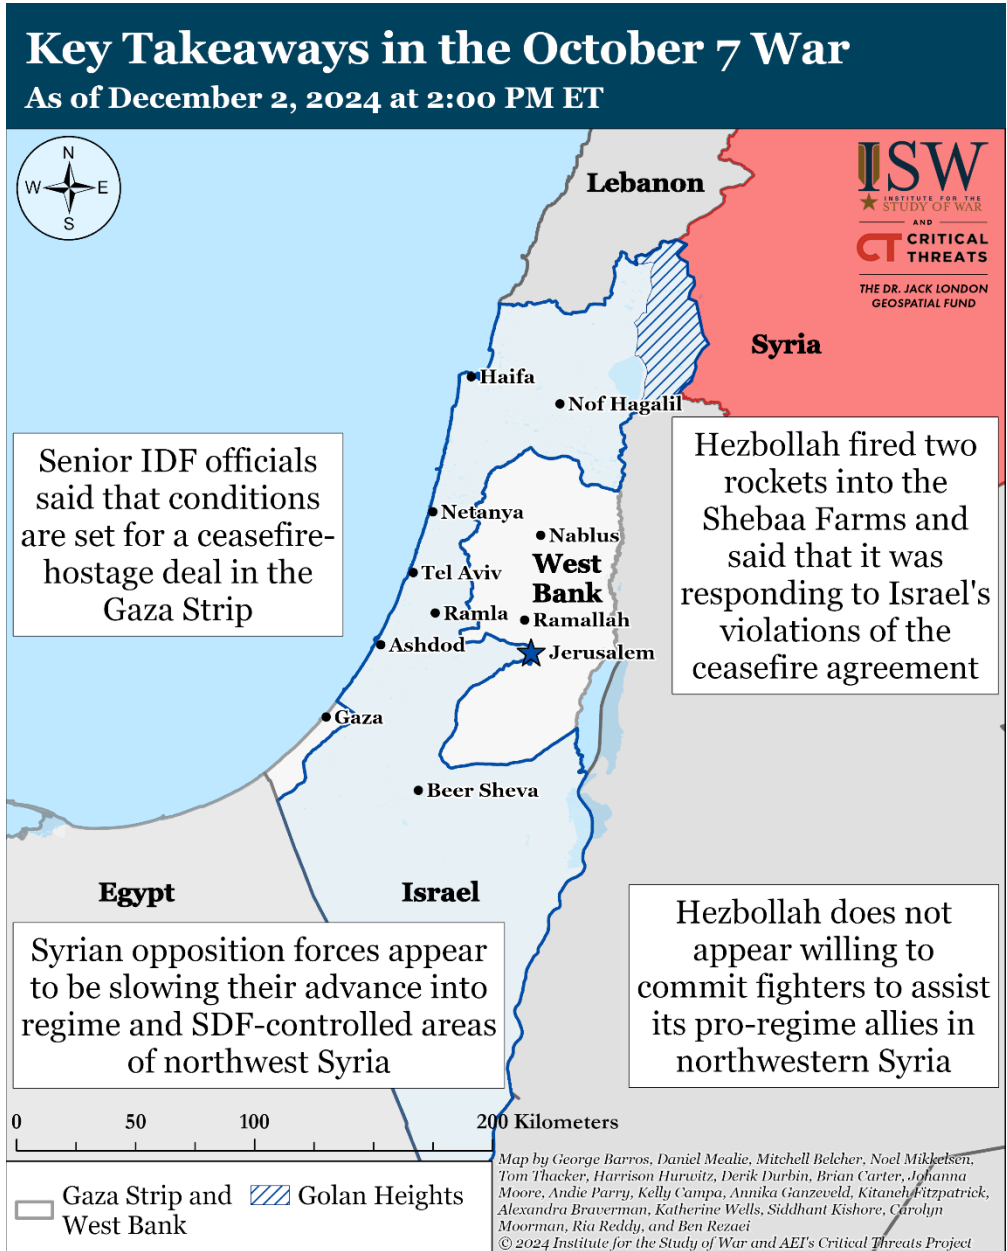 Key Takeaways in the October 7 War
As of December 2, 2024 at 2:00 PM ET
N
W
E
S
Lebanon
ISW
INSTITUTE FOR THE
STUDY OF WAR
AND
CT CRITICAL
THREATS
THE DR. JACK LONDON
GEOSPATIAL FUND
Syria
Haifa
Nof Hagalil
Senior IDF officials
said that conditions
are set for a ceasefire-
hostage deal in the
Gaza Strip
Hezbollah fired two
rockets into the
Shebaa Farms and
said that it was
responding to Israel's
violations of the
ceasefire agreement
Netanya
Nablus
West
Bank
Tel Aviv
Ramla
Ramallah
Ashdod
Jerusalem
Gaza
Beer Sheva
Egypt
Israel
Syrian opposition forces appear
to be slowing their advance into
regime and SDF-controlled areas
of northwest Syria
Hezbollah does not
appear willing to
commit fighters to assist
its pro-regime allies in
northwestern Syria
0 50 100 200 Kilometers
Gaza Strip and
West Bank
Golan Heights
Map by George Barros, Daniel Mealie, Mitchell Belcher, Noel Mikkelsen,
Tom Thacker, Harrison Hurwitz, Derik Durbin, Brian Carter, Johanna
Moore, Andie Parry, Kelly Campa, Annika Ganzeveld, Kitaneh Fitzpatrick,
Alexandra Braverman, Katherine Wells, Siddhant Kishore, Carolyn
Moorman, Ria Reddy, and Ben Rezaei
© 2024 Institute for the Study of War and AEI's Critical Threats Project